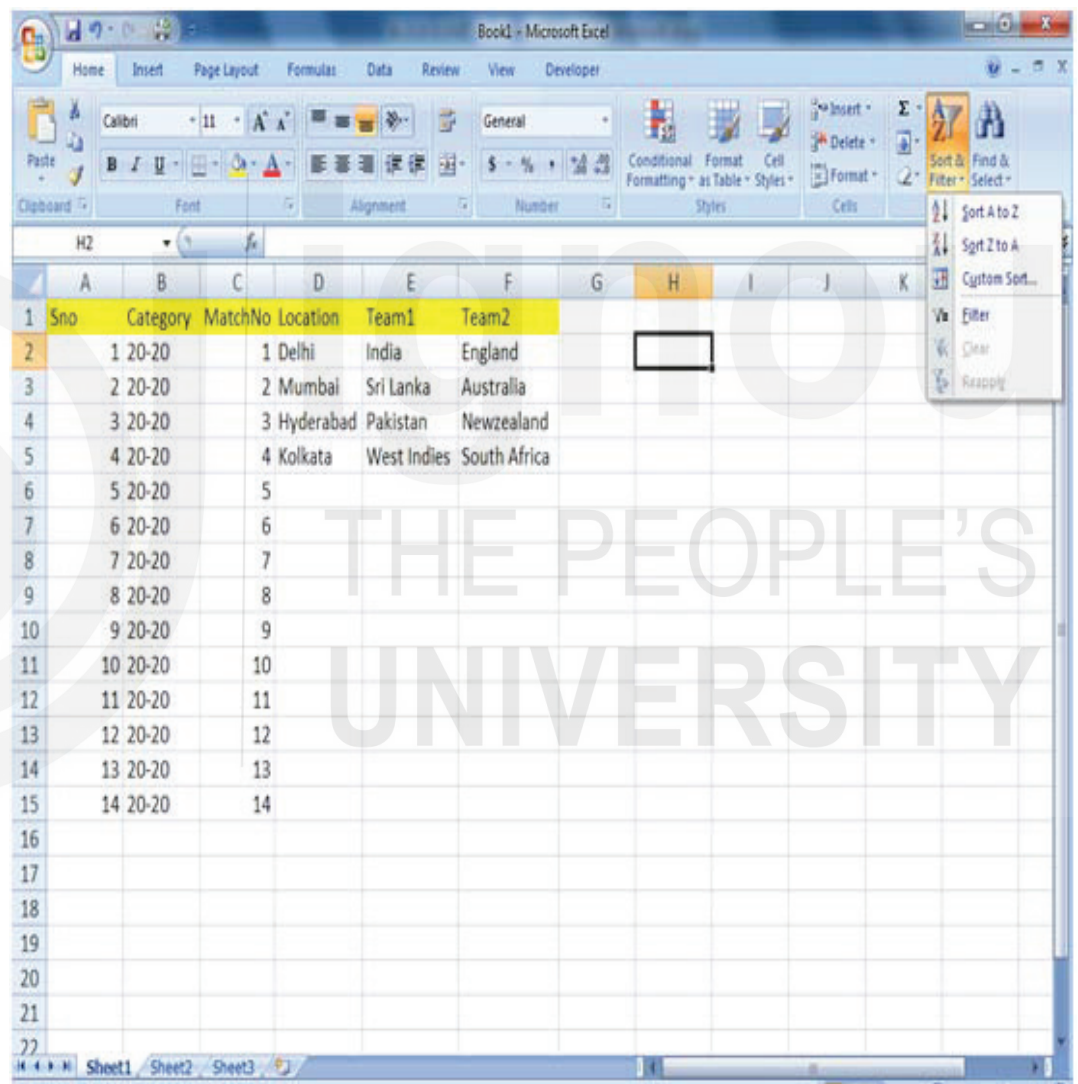 Book1 - Microsoft Excel
Home Insert Page Layout Formulas Data Review View Developer
Calibri 11 A A General Insert Σ
Paste B I U A $ % , Conditional Formatting as Table Cell Styles Delete Format Sort & Filter Find & Select
Clipboard Font Alignment Number Styles Cells
Sort A to Z
Sort Z to A
Custom Sort...
Filter
Clear
Reapply
H2 fx
A B C D E F G H I J K
1 Sno Category MatchNo Location Team1 Team2
2 1 20-20 1 Delhi India England
3 2 20-20 2 Mumbai Sri Lanka Australia
4 3 20-20 3 Hyderabad Pakistan Newzealand
5 4 20-20 4 Kolkata West Indies South Africa
6 5 20-20 5
7 6 20-20 6
8 7 20-20 7
9 8 20-20 8
10 9 20-20 9
11 10 20-20 10
12 11 20-20 11
13 12 20-20 12
14 13 20-20 13
15 14 20-20 14
16
17
18
19
20
21
22
Sheet1 Sheet2 Sheet3
ignou
THE PEOPLE'S
UNIVERSITY